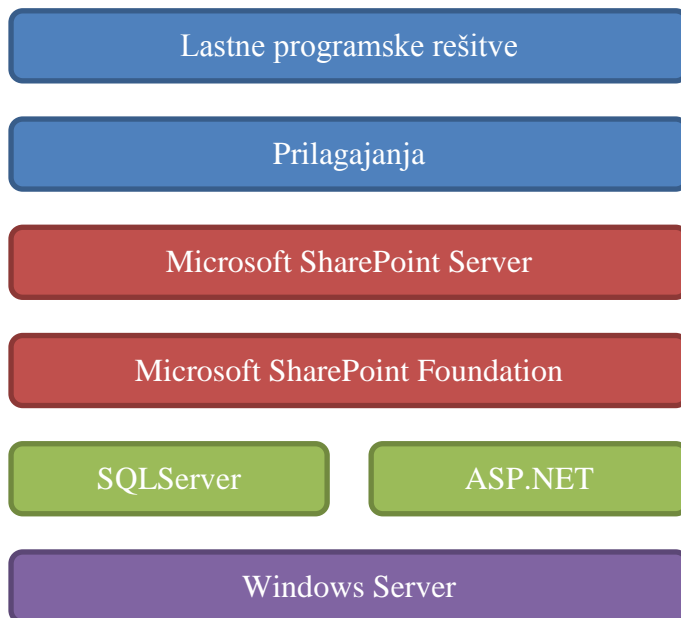 Lastne programske rešitve
Prilagajanja
Microsoft SharePoint Server
Microsoft SharePoint Foundation
SQLServer
ASP.NET
Windows Server